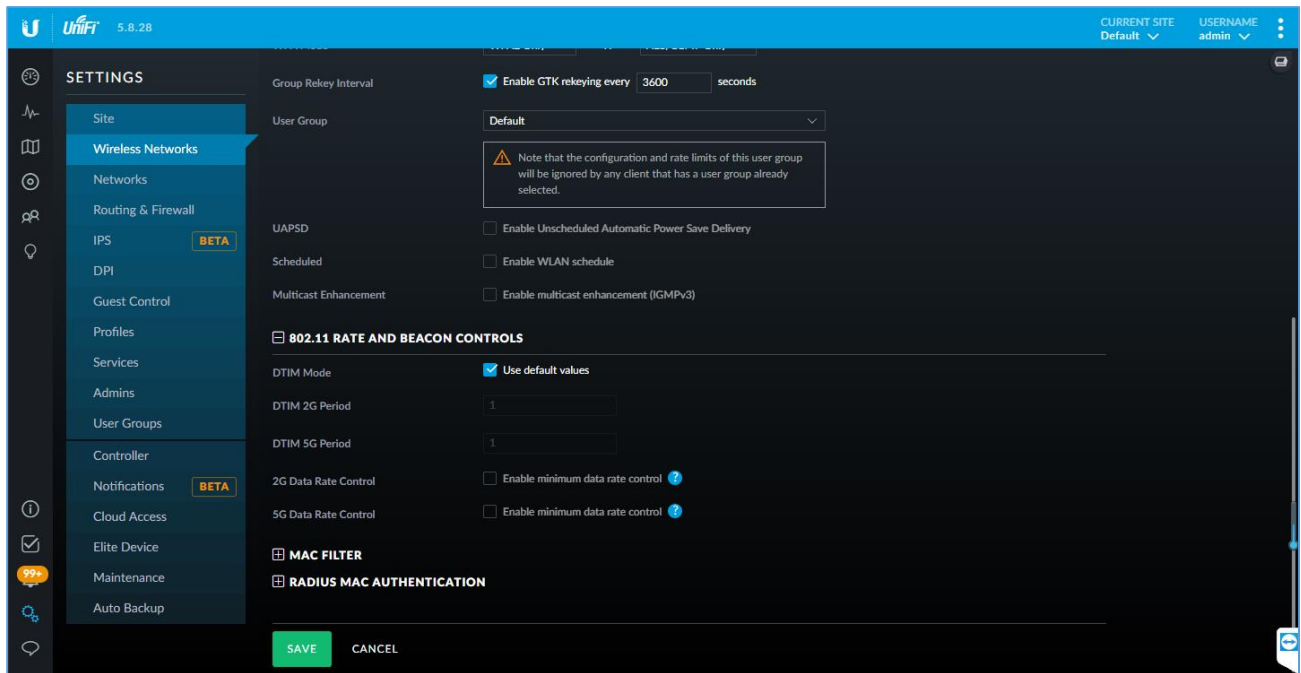 UniFi 5.8.28
CURRENT SITE
Default
USERNAME
admin
SETTINGS
Site
Wireless Networks
Networks
Routing & Firewall
IPS BETA
DPI
Guest Control
Profiles
Services
Admins
User Groups
Controller
Notifications BETA
Cloud Access
Elite Device
Maintenance
Auto Backup
99+
Group Rekey Interval Enable GTK rekeying every 3600 seconds
User Group Default
Note that the configuration and rate limits of this user group
will be ignored by any client that has a user group already
selected.
UAPSD Enable Unscheduled Automatic Power Save Delivery
Scheduled Enable WLAN schedule
Multicast Enhancement Enable multicast enhancement (IGMPv3)
802.11 RATE AND BEACON CONTROLS
DTIM Mode Use default values
DTIM 2G Period 1
DTIM 5G Period 1
2G Data Rate Control Enable minimum data rate control ?
5G Data Rate Control Enable minimum data rate control ?
MAC FILTER
RADIUS MAC AUTHENTICATION
SAVE CANCEL